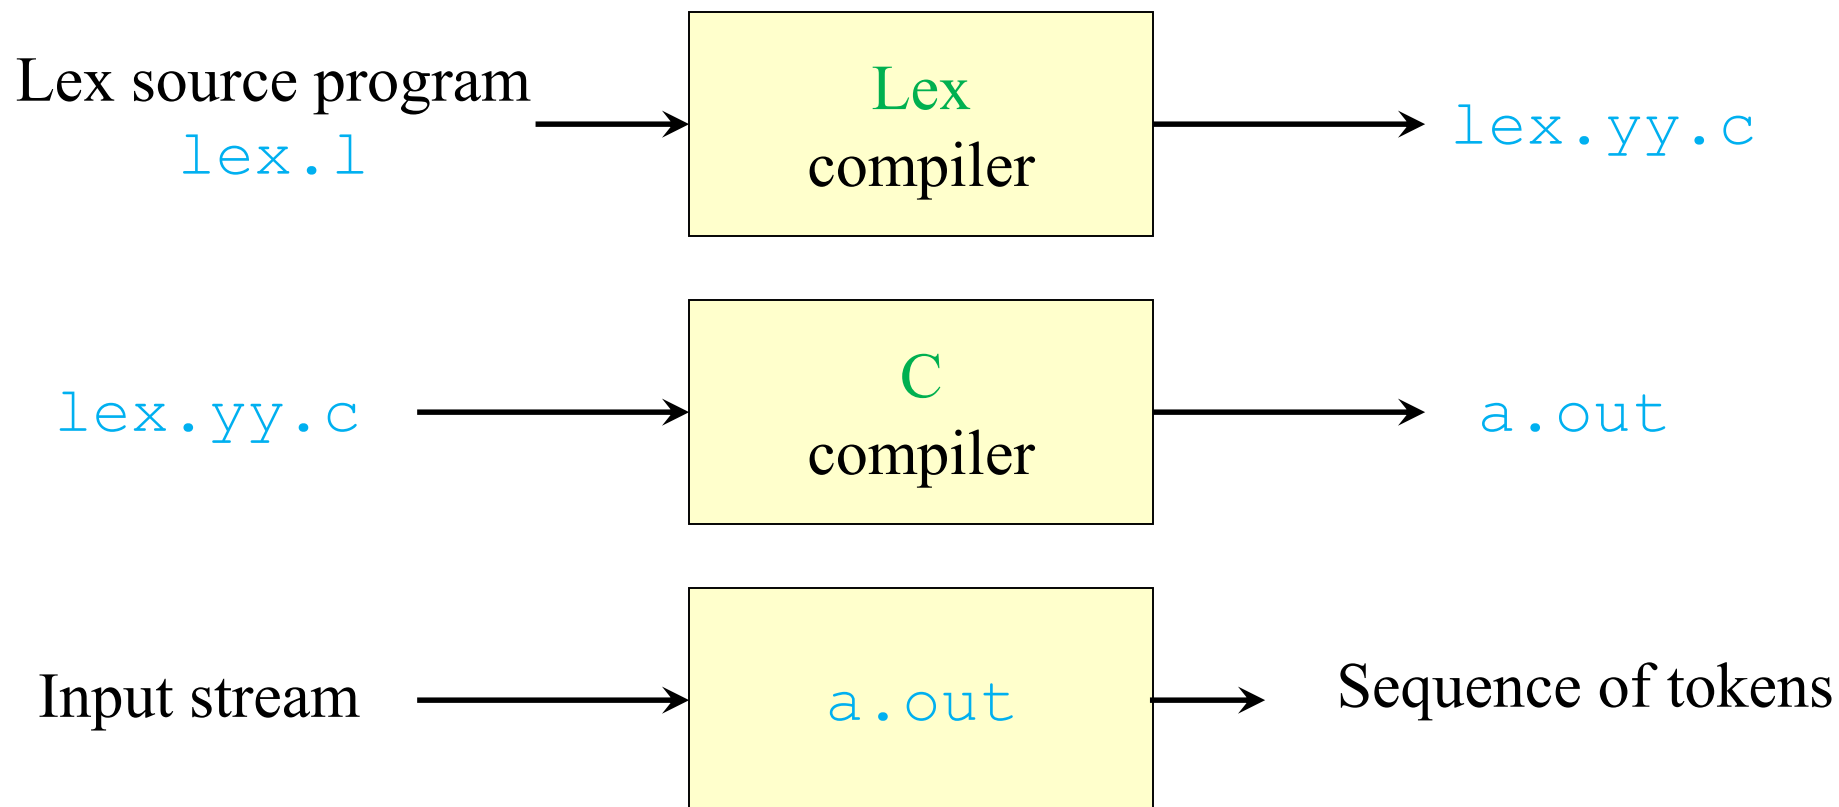 Lex source program
lex.l
Lex
compiler
lex.yy.c
lex.yy.c
C
compiler
a.out
Input stream
a.out
Sequence of tokens